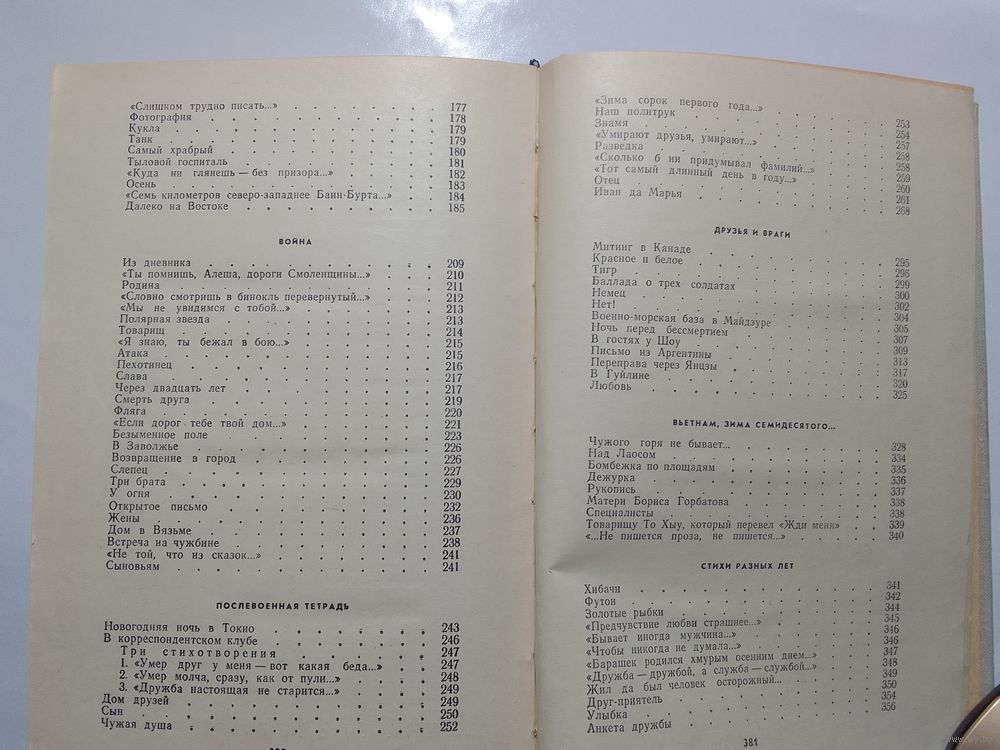 «Слишком трудно писать...» 177
Фотография 178
Кукла 179
Танк 179
Самый храбрый 180
Тыловой госпиталь 181
«Куда ни глянешь — без призора...» 182
Осень 183
«Семь километров северо-западнее Баин-Бурта...» 184
Далеко на Востоке 185
ВОЙНА
Из дневника 209
«Ты помнишь, Алеша, дороги Смоленщины...» 210
Родина 211
«Словно смотришь в бинокль перевернутый...» 212
«Мы не увидимся с тобой...» 213
Полярная звезда 213
Товарищ 214
«Я знаю, ты бежал в бою...» 215
Атака 215
Пехотинец 216
Слава 217
Через двадцать лет 217
Смерть друга 219
Фляга 220
«Если дорог тебе твой дом...» 221
Безыменное поле 223
В Заволжье 226
Возвращение в город 226
Слепец 227
Три брата 229
У огня 230
Открытое письмо 232
Жены 236
Дом в Вязьме 237
Встреча на чужбине 238
«Не той, что из сказок...» 241
Сыновьям 241
ПОСЛЕВОЕННАЯ ТЕТРАДЬ
Новогодняя ночь в Токио 243
В корреспондентском клубе 246
Три стихотворения 247
1. «Умер друг у меня — вот какая беда...» 247
2. «Умер молча, сразу, как от пули...» 248
3. «Дружба настоящая не старится...» 249
Дом друзей 249
Сын 250
Чужая душа 252
«Зима сорок первого года...» 253
Наш политрук 254
Знамя 257
«Умирают друзья, умирают...» 258
Разведка 258
«Сколько б ни придумывал фамилий...» 259
«Тот самый длинный день в году...» 260
Отец 261
Иван да Марья 268
ДРУЗЬЯ И ВРАГИ
Митинг в Канаде 295
Красное и белое 296
Тигр 299
Баллада о трех солдатах 300
Немец 302
Нет! 304
Военно-морская база в Майдзуре 305
Ночь перед бессмертием 307
В гостях у Шоу 309
Письмо из Аргентины 313
Переправа через Янцзы 317
В Гуйлине 320
Любовь 325
ВЬЕТНАМ, ЗИМА СЕМИДЕСЯТОГО...
Чужого горя не бывает... 328
Над Лаосом 334
Бомбежка по площадям 335
Дежурка 336
Рукопись 337
Матери Бориса Горбатова 338
Специалисты 338
Товарищу То Хыу, который перевел «Жди меня» 339
«...Не пишется проза, не пишется...» 340
СТИХИ РАЗНЫХ ЛЕТ
Хибачи 341
Футон 342
Золотые рыбки 344
«Предчувствие любви страшнее...» 345
«Бывает иногда мужчина...» 346
«Чтобы никогда не думала...» 346
«Барашек родился хмурым осенним днем...» 347
«Дружба — дружбой, а служба — службой...» 348
Жил да был человек осторожный... 349
Друг-приятель 350
Улыбка 354
Анкета дружбы 356
381